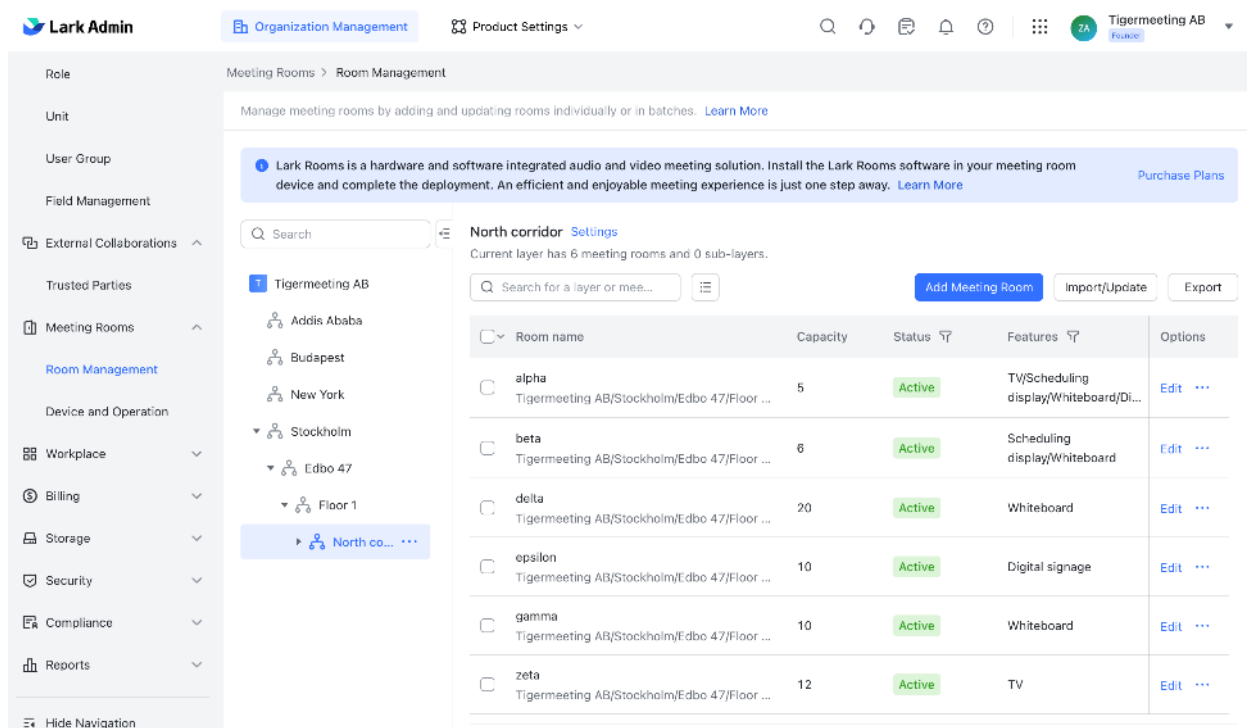 Lark Admin
Organization Management
Product Settings
ZA
Tigermeeting AB
Founder
Role
Unit
User Group
Field Management
External Collaborations
Trusted Parties
Meeting Rooms
Room Management
Device and Operation
Workplace
Billing
Storage
Security
Compliance
Reports
Hide Navigation
Meeting Rooms > Room Management
Manage meeting rooms by adding and updating rooms individually or in batches. Learn More
Lark Rooms is a hardware and software integrated audio and video meeting solution. Install the Lark Rooms software in your meeting room
device and complete the deployment. An efficient and enjoyable meeting experience is just one step away. Learn More
Purchase Plans
Search
T Tigermeeting AB
Addis Ababa
Budapest
New York
Stockholm
Edbo 47
Floor 1
North co... ···
North corridor Settings
Current layer has 6 meeting rooms and 0 sub-layers.
Search for a layer or mee...
Add Meeting Room
Import/Update
Export
Room name Capacity Status Features Options
alpha
Tigermeeting AB/Stockholm/Edbo 47/Floor ...
5
Active
TV/Scheduling
display/Whiteboard/Di...
Edit ···
beta
Tigermeeting AB/Stockholm/Edbo 47/Floor ...
6
Active
Scheduling
display/Whiteboard
Edit ···
delta
Tigermeeting AB/Stockholm/Edbo 47/Floor ...
20
Active
Whiteboard
Edit ···
epsilon
Tigermeeting AB/Stockholm/Edbo 47/Floor ...
10
Active
Digital signage
Edit ···
gamma
Tigermeeting AB/Stockholm/Edbo 47/Floor ...
10
Active
Whiteboard
Edit ···
zeta
Tigermeeting AB/Stockholm/Edbo 47/Floor ...
12
Active
TV
Edit ···